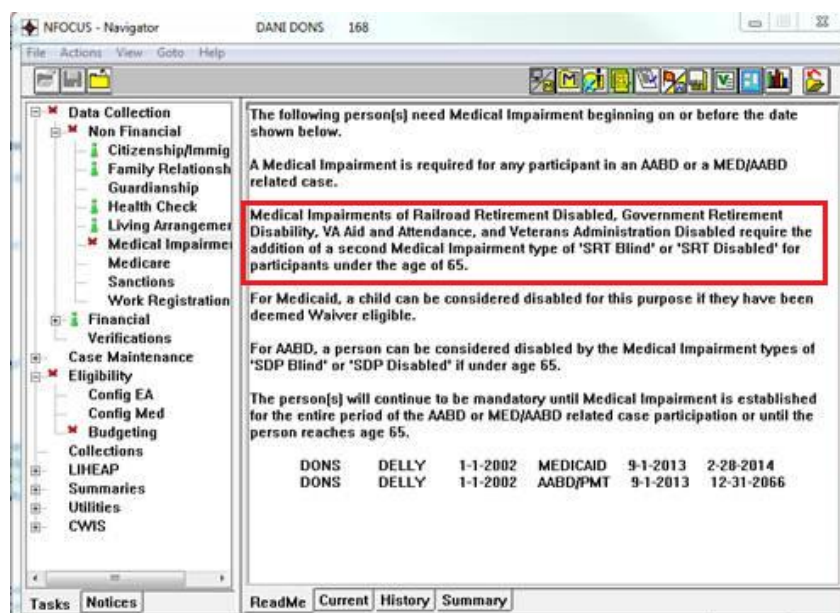 NFOCUS - Navigator DANI DONS 168
File Actions View Goto Help
Data Collection
Non Financial
Citizenship/Immig
Family Relationsh
Guardianship
Health Check
Living Arrangemer
Medical Impairme
Medicare
Sanctions
Work Registration
Financial
Verifications
Case Maintenance
Eligibility
Config EA
Config Med
Budgeting
Collections
LIHEAP
Summaries
Utilities
CWIS
Tasks Notices
The following person(s) need Medical Impairment beginning on or before the date
shown below.
A Medical Impairment is required for any participant in an AABD or a MED/AABD
related case.
Medical Impairments of Railroad Retirement Disabled, Government Retirement
Disability, VA Aid and Attendance, and Veterans Administration Disabled require the
addition of a second Medical Impairment type of 'SRT Blind' or 'SRT Disabled' for
participants under the age of 65.
For Medicaid, a child can be considered disabled for this purpose if they have been
deemed Waiver eligible.
For AABD, a person can be considered disabled by the Medical Impairment types of
'SDP Blind' or 'SDP Disabled' if under age 65.
The person(s) will continue to be mandatory until Medical Impairment is established
for the entire period of the AABD or MED/AABD related case participation or until the
person reaches age 65.
DONS DELLY 1-1-2002 MEDICAID 9-1-2013 2-28-2014
DONS DELLY 1-1-2002 AABD/PMT 9-1-2013 12-31-2066
ReadMe Current History Summary